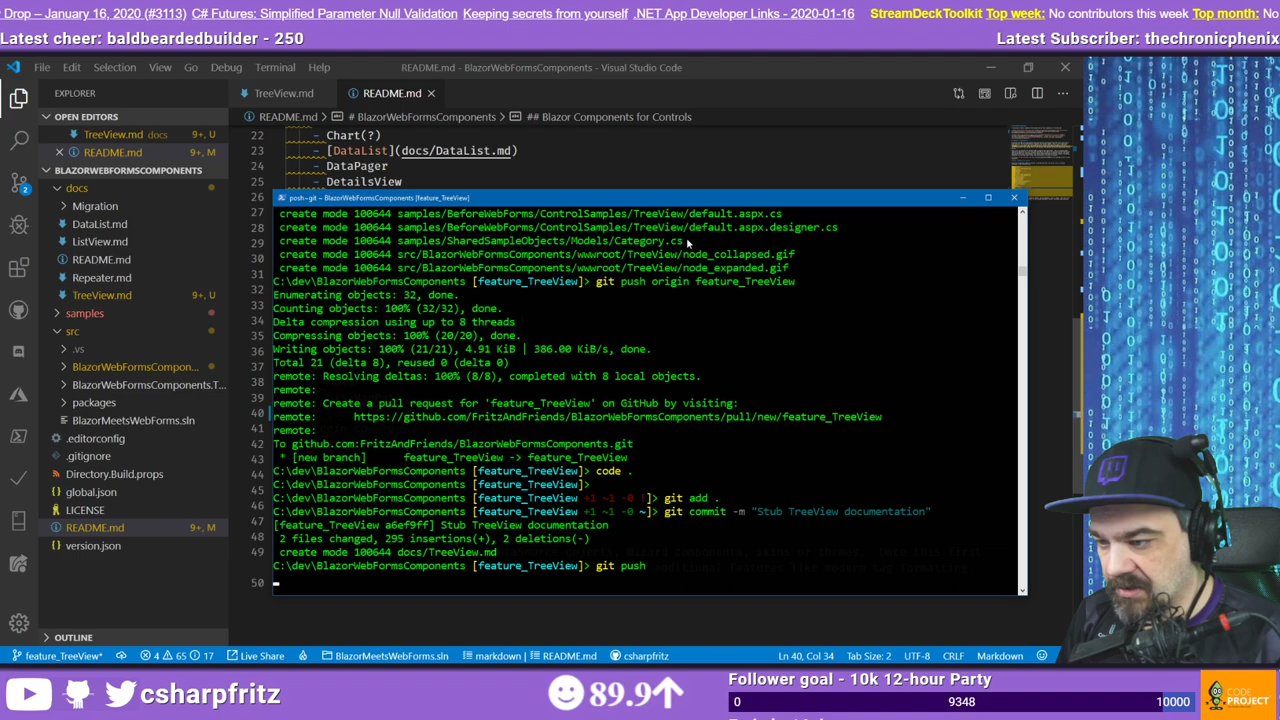 Drop – January 16, 2020 (#3113) C# Futures: Simplified Parameter Null Validation Keeping secrets from yourself .NET App Developer Links - 2020-01-16 StreamDeckToolkit Top week: No contributors this week Top month: No
Latest cheer: baldbeardedbuilder - 250
Latest Subscriber: thechronicphenix
File Edit Selection View Go Debug Terminal Help
README.md - BlazorWebFormsComponents - Visual Studio Code
EXPLORER
TreeView.md
README.md
OPEN EDITORS
TreeView.md docs 9+, U
README.md 9+, M
README.md > # BlazorWebFormsComponents > ## Blazor Components for Controls
22 - Chart(?)
23 - [DataList](docs/DataList.md)
24 - DataPager
25 - DetailsView
26
27
28
29
30
31
32
33
34
35
36
37
38
39
40
41
42
43
44
45
46
47
48
49
50
BLAZORWEBFORMSCOMPONENTS
docs
Migration
DataList.md
ListView.md
README.md
Repeater.md
TreeView.md 9+, U
samples
src
.vs
BlazorWebFormsCompon... 9+
BlazorWebFormsComponents.T...
packages
BlazorMeetsWebForms.sln
.editorconfig
.gitignore
Directory.Build.props
global.json
LICENSE
README.md 9+, M
version.json
OUTLINE
posh~git ~ BlazorWebFormsComponents [feature_TreeView]
create mode 100644 samples/BeforeWebForms/ControlSamples/TreeView/default.aspx.cs
create mode 100644 samples/BeforeWebForms/ControlSamples/TreeView/default.aspx.designer.cs
create mode 100644 samples/SharedSampleObjects/Models/Category.cs
create mode 100644 src/BlazorWebFormsComponents/wwwroot/TreeView/node_collapsed.gif
create mode 100644 src/BlazorWebFormsComponents/wwwroot/TreeView/node_expanded.gif
C:\dev\BlazorWebFormsComponents [feature_TreeView]> git push origin feature_TreeView
Enumerating objects: 32, done.
Counting objects: 100% (32/32), done.
Delta compression using up to 8 threads
Compressing objects: 100% (20/20), done.
Writing objects: 100% (21/21), 4.91 KiB | 386.00 KiB/s, done.
Total 21 (delta 8), reused 0 (delta 0)
remote: Resolving deltas: 100% (8/8), completed with 8 local objects.
remote:
remote: Create a pull request for 'feature_TreeView' on GitHub by visiting:
remote: https://github.com/FritzAndFriends/BlazorWebFormsComponents/pull/new/feature_TreeView
remote:
To github.com:FritzAndFriends/BlazorWebFormsComponents.git
* [new branch] feature_TreeView -> feature_TreeView
C:\dev\BlazorWebFormsComponents [feature_TreeView]> code .
C:\dev\BlazorWebFormsComponents [feature_TreeView]>
C:\dev\BlazorWebFormsComponents [feature_TreeView +1 ~1 -0 !]> git add .
C:\dev\BlazorWebFormsComponents [feature_TreeView +1 ~1 -0 ~]> git commit -m "Stub TreeView documentation"
[feature_TreeView a6ef9ff] Stub TreeView documentation
2 files changed, 295 insertions(+), 2 deletions(-)
create mode 100644 docs/TreeView.md
C:\dev\BlazorWebFormsComponents [feature_TreeView]> git push
feature_TreeView* 4 65 17 Live Share BlazorMeetsWebForms.sln markdown | README.md csharpfritz Ln 40, Col 34 Tab Size: 2 UTF-8 CRLF Markdown
csharpfritz
89.9
Follower goal - 10k 12-hour Party
0 9348 10000
CODE PROJECT